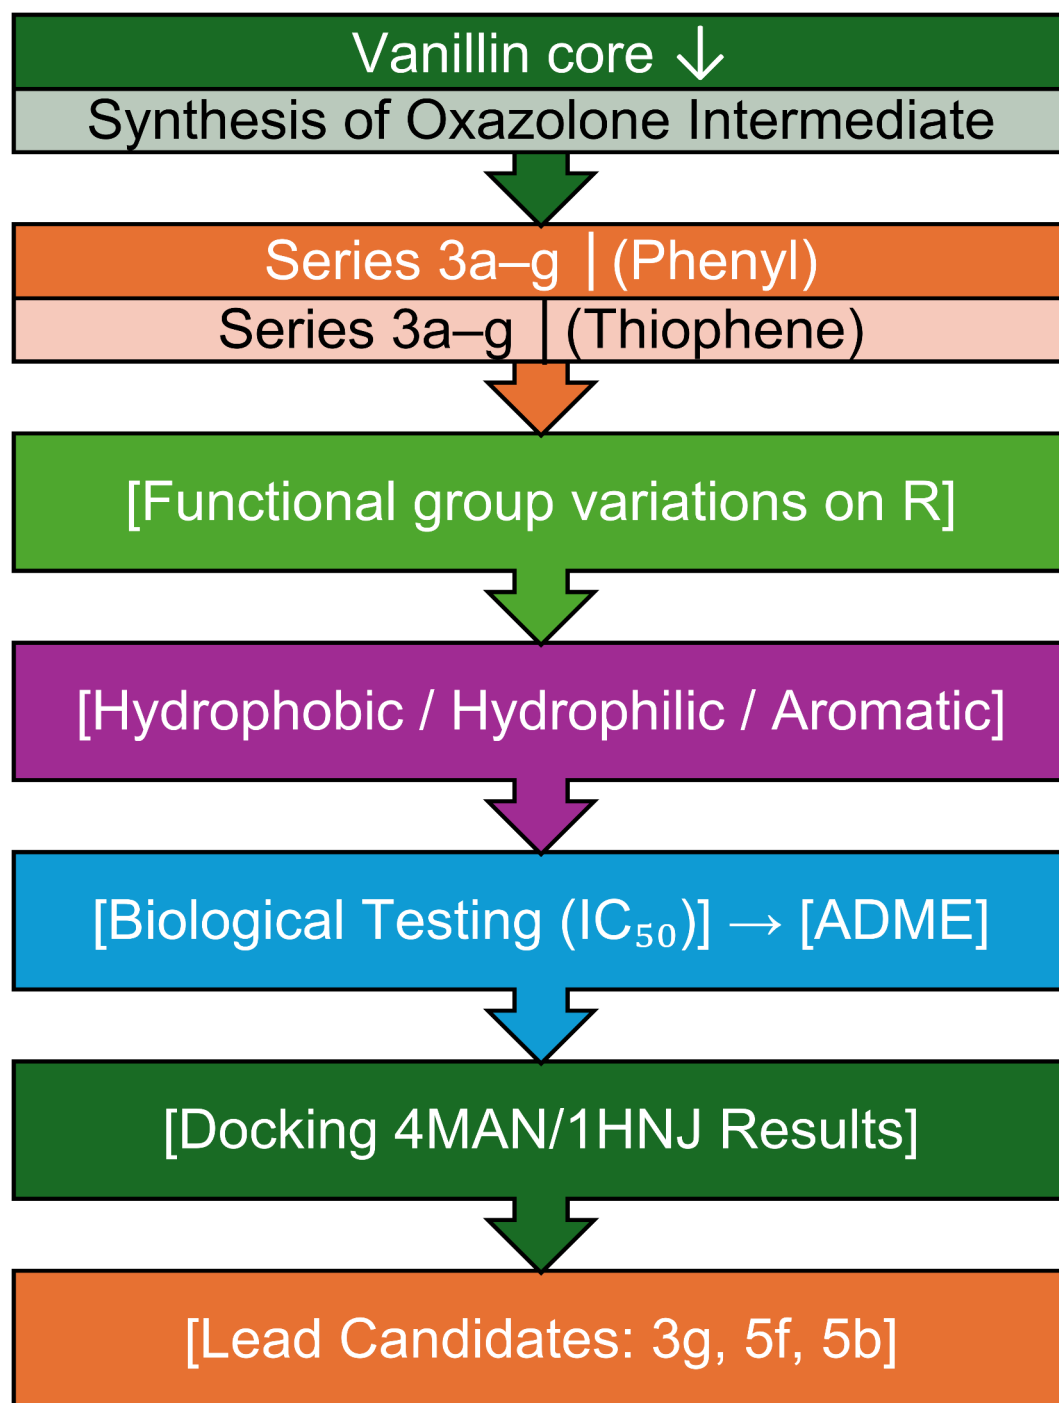 Vanillin core ↓
Synthesis of Oxazolone Intermediate
Series 3a–g | (Phenyl)
Series 3a–g | (Thiophene)
[Functional group variations on R]
[Hydrophobic / Hydrophilic / Aromatic]
[Biological Testing (IC₅₀)] → [ADME]
[Docking 4MAN/1HNJ Results]
[Lead Candidates: 3g, 5f, 5b]